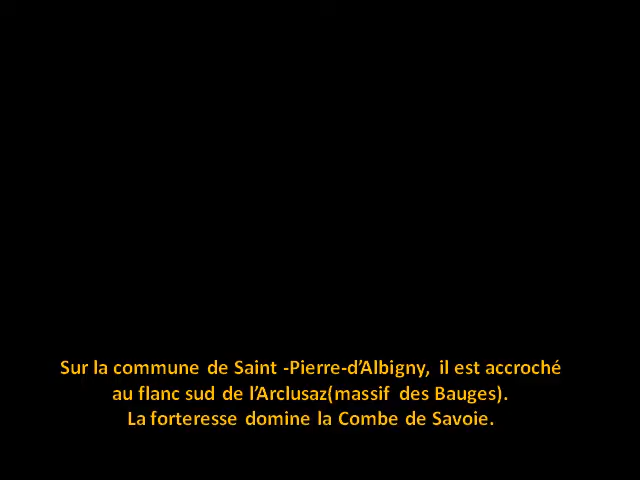 Sur la commune de Saint -Pierre-d’Albigny, il est accroché
au flanc sud de l’Arclusaz(massif des Bauges).
La forteresse domine la Combe de Savoie.